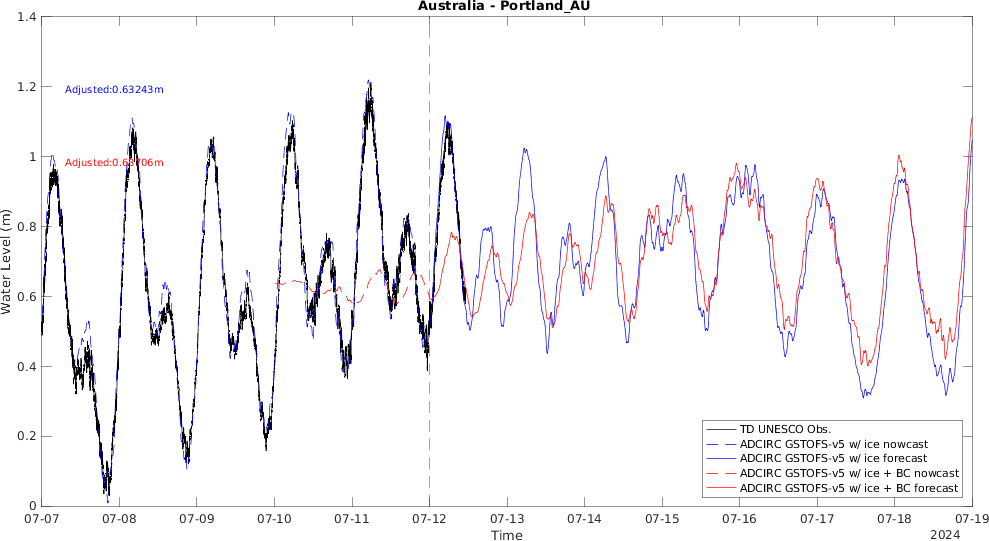 Australia - Portland_AU
1.4
1.2
1
0.8
0.6
0.4
0.2
0
Water Level (m)
Adjusted:0.63243m
07-07
07-08
07-09
07-10
07-11
07-12
07-13
07-14
07-15
07-16
07-17
07-18
07-19
Time
2024
TD UNESCO Obs.
ADCIRC GSTOFS-v5 w/ ice nowcast
ADCIRC GSTOFS-v5 w/ ice forecast
ADCIRC GSTOFS-v5 w/ ice + BC nowcast
ADCIRC GSTOFS-v5 w/ ice + BC forecast